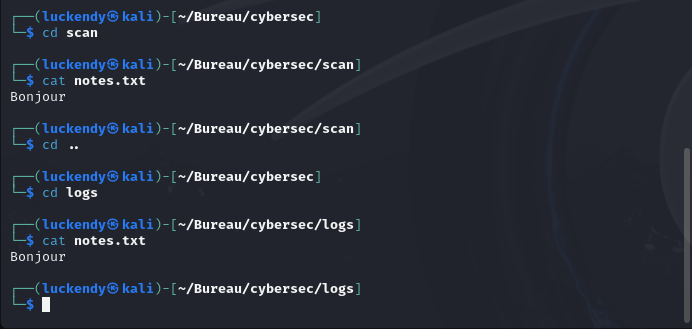 ┌──(luckendy㉿kali)-[~/Bureau/cybersec]
└─$ cd scan
┌──(luckendy㉿kali)-[~/Bureau/cybersec/scan]
└─$ cat notes.txt
Bonjour
┌──(luckendy㉿kali)-[~/Bureau/cybersec/scan]
└─$ cd ..
┌──(luckendy㉿kali)-[~/Bureau/cybersec]
└─$ cd logs
┌──(luckendy㉿kali)-[~/Bureau/cybersec/logs]
└─$ cat notes.txt
Bonjour
┌──(luckendy㉿kali)-[~/Bureau/cybersec/logs]
└─$